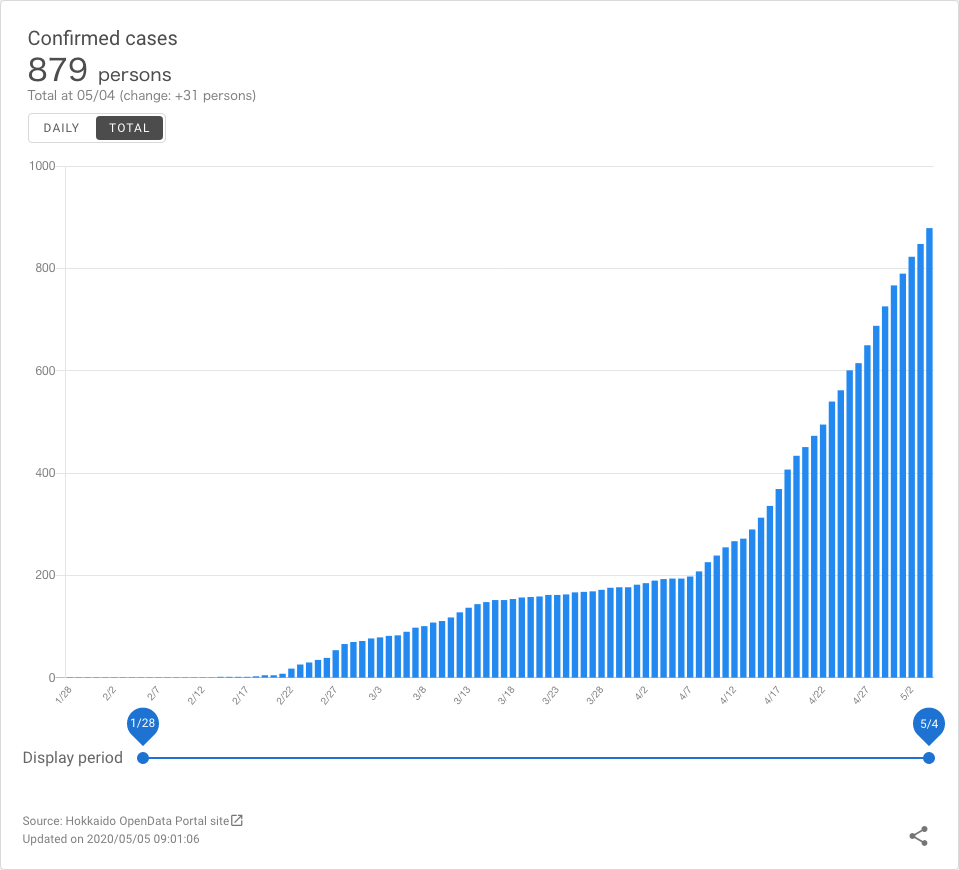 Confirmed cases
879 persons
Total at 05/04 (change: +31 persons)
DAILY TOTAL
1000
800
600
400
200
0
1/28 2/2 2/7 2/12 2/17 2/22 2/27 3/3 3/8 3/13 3/18 3/23 3/28 4/2 4/7 4/12 4/17 4/22 4/27 5/2
1/28 5/4
Display period
Source: Hokkaido OpenData Portal site
Updated on 2020/05/05 09:01:06